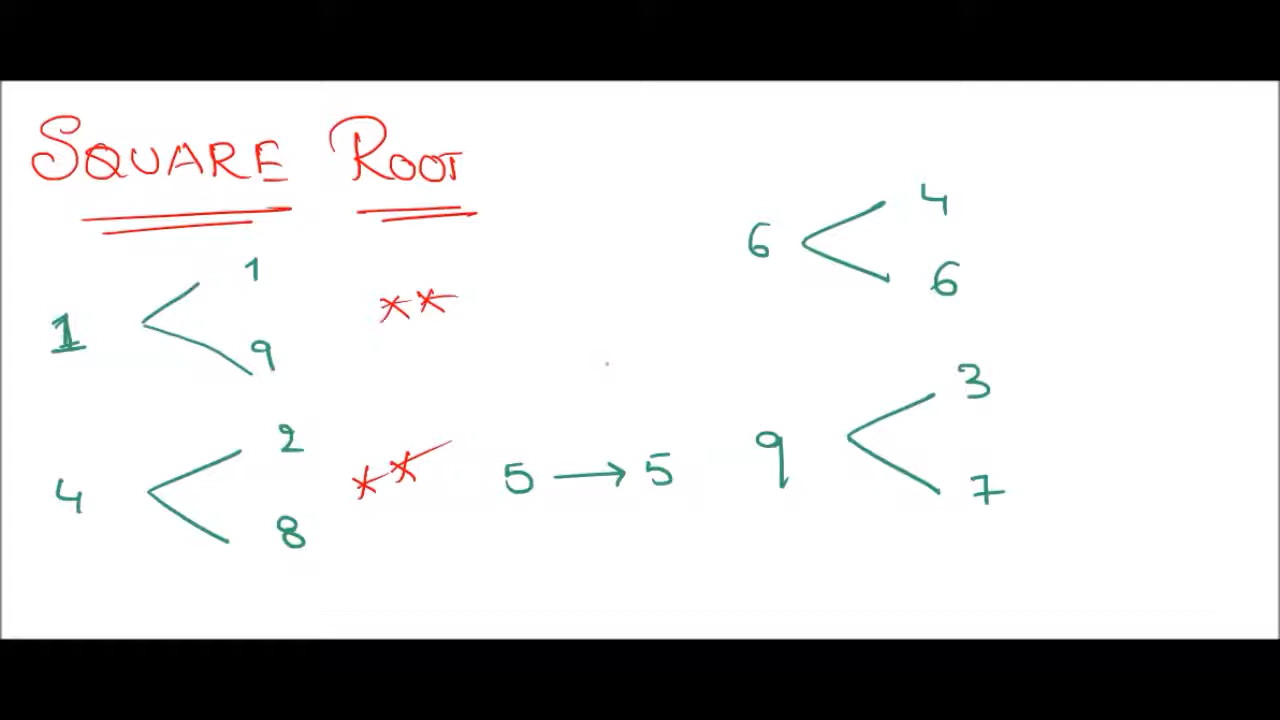 SQUARE ROOT
1 < 1 9 **
4 < 2 8 **
5 → 5
6 < 4 6
9 < 3 7